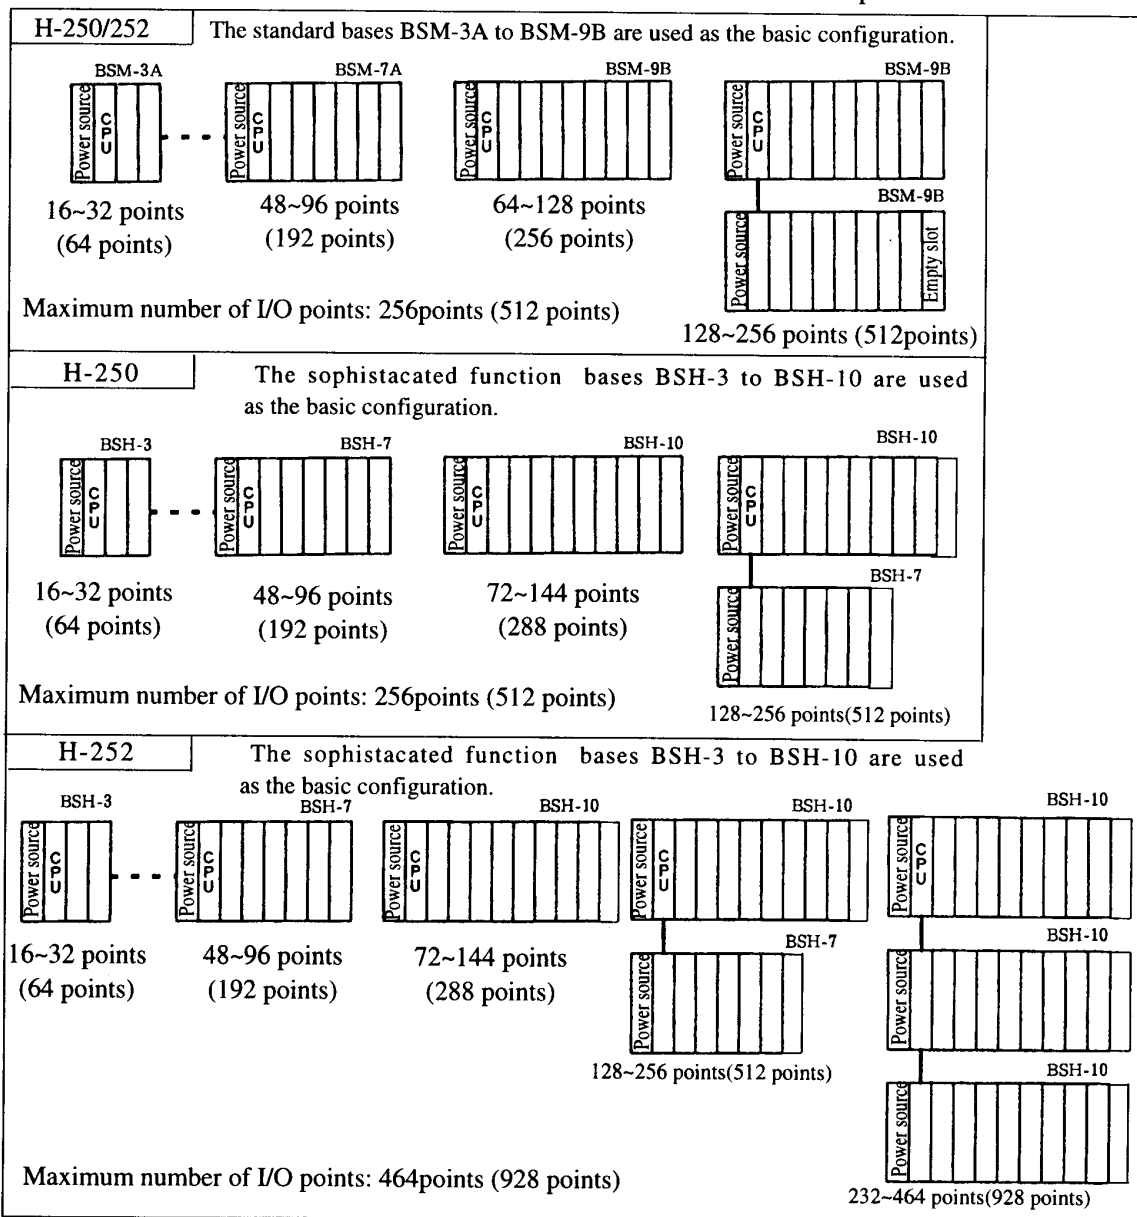 H-250/252 The standard bases BSM-3A to BSM-9B are used as the basic configuration.
BSM-3A BSM-7A BSM-9B BSM-9B
Power source CPU Power source CPU Power source CPU Power source CPU
16~32 points 48~96 points 64~128 points
(64 points) (192 points) (256 points)
BSM-9B
Power source Empty slot
Maximum number of I/O points: 256points (512 points)
128~256 points (512points)
H-250 The sophistacated function bases BSH-3 to BSH-10 are used
as the basic configuration.
BSH-3 BSH-7 BSH-10 BSH-10
Power source CPU Power source CPU Power source CPU Power source CPU
16~32 points 48~96 points 72~144 points
(64 points) (192 points) (288 points)
BSH-7
Power source
Maximum number of I/O points: 256points (512 points)
128~256 points(512 points)
H-252 The sophistacated function bases BSH-3 to BSH-10 are used
as the basic configuration.
BSH-3 BSH-7 BSH-10 BSH-10 BSH-10
Power source CPU Power source CPU Power source CPU Power source CPU Power source CPU
16~32 points 48~96 points 72~144 points
(64 points) (192 points) (288 points)
BSH-7 BSH-10
Power source Power source
128~256 points(512 points)
BSH-10
Power source
Maximum number of I/O points: 464points (928 points)
232~464 points(928 points)